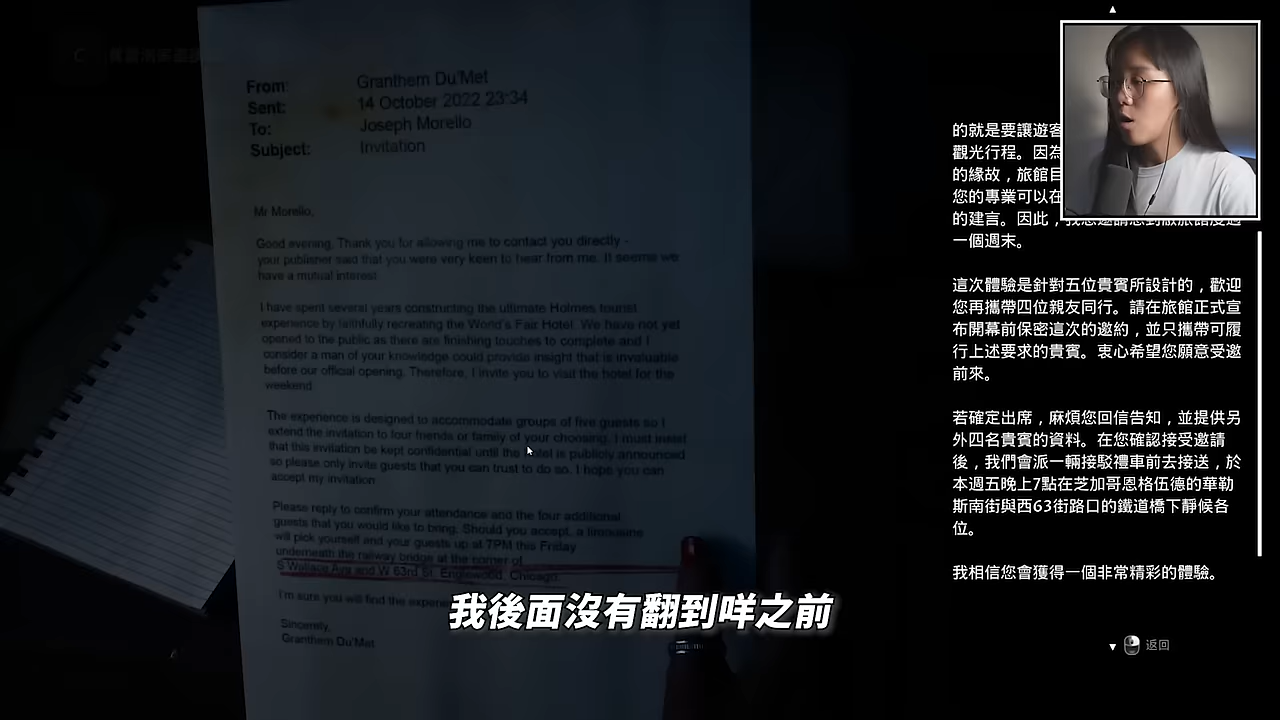 From: Granthem Du'Met
Sent: 14 October 2022 23:34
To: Joseph Morello
Subject: Invitation
Mr Morello,
Good evening. Thank you for allowing me to contact you directly -
your publisher said that you were very keen to hear from me. It seems we
have a mutual interest.
I have spent several years constructing the ultimate Holmes tourist
experience by faithfully recreating the World's Fair Hotel. We have not yet
opened to the public as there are finishing touches to complete and I
consider a man of your knowledge could provide insight that is invaluable
before our official opening. Therefore, I invite you to visit the hotel for the
weekend.
The experience is designed to accommodate groups of five guests so I
extend the invitation to four friends or family of your choosing. I must insist
that this invitation be kept confidential until the hotel is publicly announced
so please only invite guests that you can trust to do so. I hope you can
accept my invitation.
Please reply to confirm your attendance and the four additional
guests that you would like to bring. Should you accept, a limousine
will pick yourself and your guests up at 7PM this Friday
underneath the railway bridge at the corner of
S Wallace Ave and W 63rd St, Englewood, Chicago.
I'm sure you will find the experie
Sincerely,
Granthem Du'Met
的就是要讓遊客
觀光行程。因為
的緣故，旅館目
您的專業可以在
的建言。因此，我想邀請您到敝旅館度過
一個週末。
這次體驗是針對五位貴賓所設計的，歡迎
您再攜帶四位親友同行。請在旅館正式宣
布開幕前保密這次的邀約，並只攜帶可履
行上述要求的貴賓。衷心希望您願意受邀
前來。
若確定出席，麻煩您回信告知，並提供另
外四名貴賓的資料。在您確認接受邀請
後，我們會派一輛接駁禮車前去接送，於
本週五晚上7點在芝加哥恩格伍德的華勒
斯南街與西63街路口的鐵道橋下靜候各
位。
我相信您會獲得一個非常精彩的體驗。
返回
我後面沒有翻到咩之前